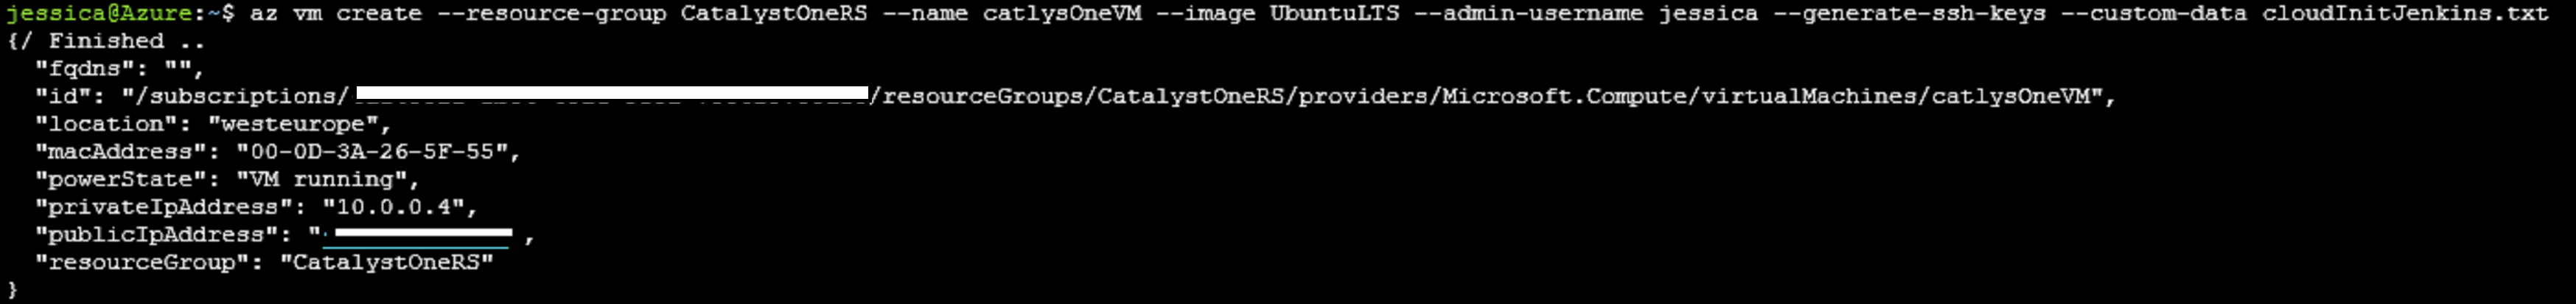 jessica@Azure:~$ az vm create --resource-group CatalystOneRS --name catlysOneVM --image UbuntuLTS --admin-username jessica --generate-ssh-keys --custom-data cloudInitJenkins.txt
{/ Finished ..
  "fqdns": "",
  "id": "/subscriptions/ /resourceGroups/CatalystOneRS/providers/Microsoft.Compute/virtualMachines/catlysOneVM",
  "location": "westeurope",
  "macAddress": "00-0D-3A-26-5F-55",
  "powerState": "VM running",
  "privateIpAddress": "10.0.0.4",
  "publicIpAddress": " ,
  "resourceGroup": "CatalystOneRS"
}